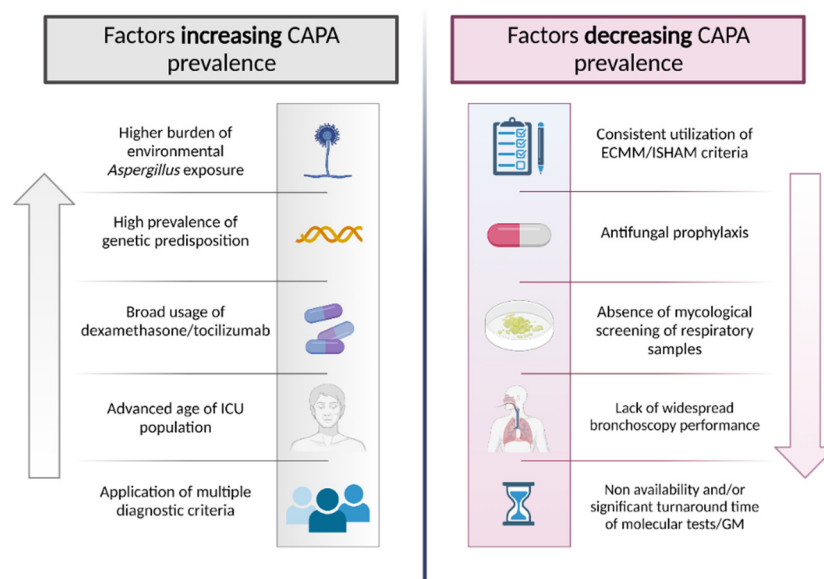 Factors increasing CAPA
prevalence
Higher burden of
environmental
Aspergillus exposure
High prevalence of
genetic predisposition
Broad usage of
dexamethasone/tocilizumab
Advanced age of ICU
population
Application of multiple
diagnostic criteria
Factors decreasing CAPA
prevalence
Consistent utilization of
ECMM/ISHAM criteria
Antifungal prophylaxis
Absence of mycological
screening of respiratory
samples
Lack of widespread
bronchoscopy performance
Non availability and/or
significant turnaround time
of molecular tests/GM